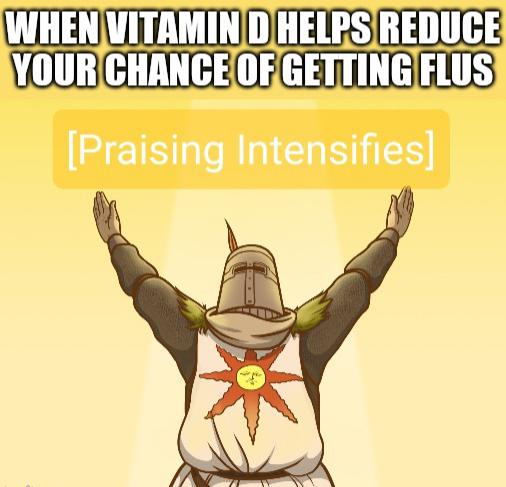 WHEN VITAMIN D HELPS REDUCE
YOUR CHANCE OF GETTING FLUS
[Praising Intensifies]